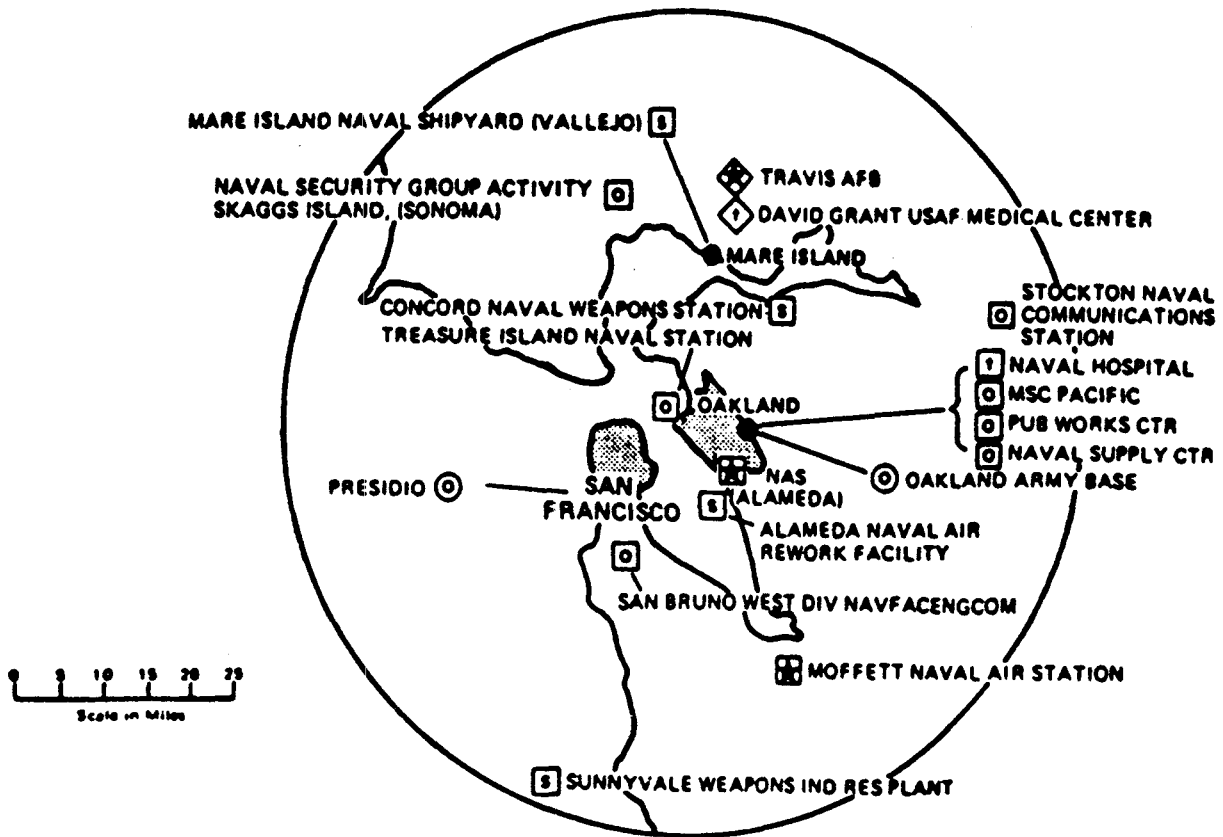 MARE ISLAND NAVAL SHIPYARD (VALLEJO) S
TRAVIS AFB
NAVAL SECURITY GROUP ACTIVITY
SKAGGS ISLAND, (SONOMA)
O
† DAVID GRANT USAF MEDICAL CENTER
MARE ISLAND
CONCORD NAVAL WEAPONS STATION S
TREASURE ISLAND NAVAL STATION
STOCKTON NAVAL
O COMMUNICATIONS
STATION
† NAVAL HOSPITAL
O MSC PACIFIC
O PUB WORKS CTR
O NAVAL SUPPLY CTR
O OAKLAND
O OAKLAND ARMY BASE
PRESIDIO O
SAN
FRANCISCO
NAS
(ALAMEDA)
S
ALAMEDA NAVAL AIR
REWORK FACILITY
O
SAN BRUNO WEST DIV NAVFACENGCOM
MOFFETT NAVAL AIR STATION
0 5 10 15 20 25
Scale in Miles
S SUNNYVALE WEAPONS IND RES PLANT